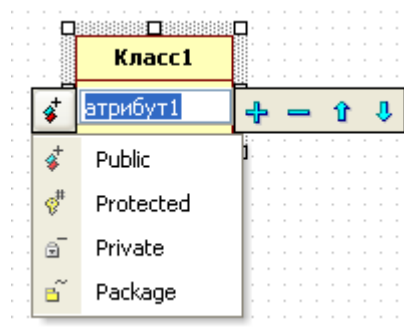 Класс1
атрибут1
Public
Protected
Private
Package